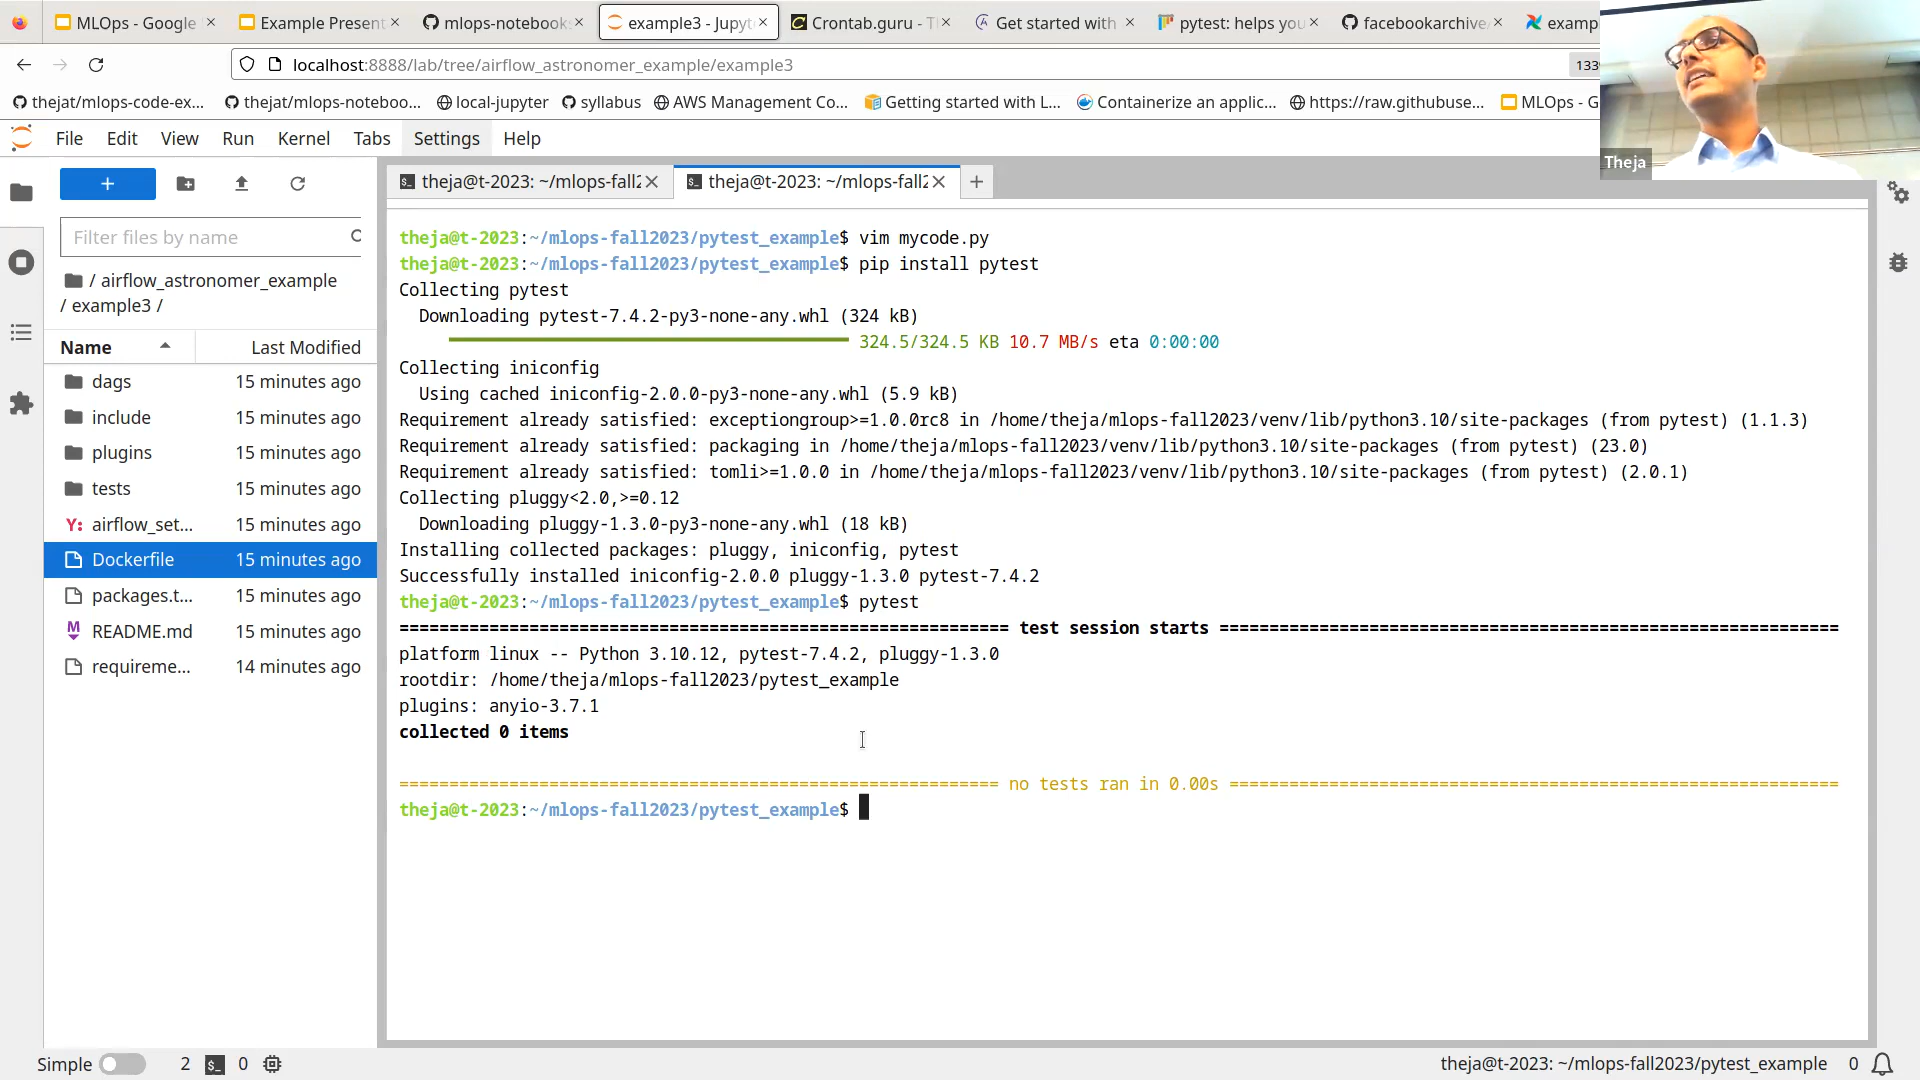 MLOps - Google
Example Present
mlops-notebook
example3 - Jupyt
Crontab.guru - T
Get started with
pytest: helps you
facebookarchive
examp
localhost:8888/lab/tree/airflow_astronomer_example/example3
133
thejat/mlops-code-ex...
thejat/mlops-noteboo...
local-jupyter
syllabus
AWS Management Co...
Getting started with L...
Containerize an applic...
https://raw.githubuse...
MLOps - G
Theja
File
Edit
View
Run
Kernel
Tabs
Settings
Help
theja@t-2023: ~/mlops-fall2
theja@t-2023: ~/mlops-fall2
Filter files by name
/ airflow_astronomer_example
/ example3 /
Name
Last Modified
dags 15 minutes ago
include 15 minutes ago
plugins 15 minutes ago
tests 15 minutes ago
Y: airflow_set... 15 minutes ago
Dockerfile 15 minutes ago
packages.t... 15 minutes ago
README.md 15 minutes ago
requireme... 14 minutes ago
theja@t-2023:~/mlops-fall2023/pytest_example$ vim mycode.py
theja@t-2023:~/mlops-fall2023/pytest_example$ pip install pytest
Collecting pytest
Downloading pytest-7.4.2-py3-none-any.whl (324 kB)
324.5/324.5 KB 10.7 MB/s eta 0:00:00
Collecting iniconfig
Using cached iniconfig-2.0.0-py3-none-any.whl (5.9 kB)
Requirement already satisfied: exceptiongroup>=1.0.0rc8 in /home/theja/mlops-fall2023/venv/lib/python3.10/site-packages (from pytest) (1.1.3)
Requirement already satisfied: packaging in /home/theja/mlops-fall2023/venv/lib/python3.10/site-packages (from pytest) (23.0)
Requirement already satisfied: tomli>=1.0.0 in /home/theja/mlops-fall2023/venv/lib/python3.10/site-packages (from pytest) (2.0.1)
Collecting pluggy<2.0,>=0.12
Downloading pluggy-1.3.0-py3-none-any.whl (18 kB)
Installing collected packages: pluggy, iniconfig, pytest
Successfully installed iniconfig-2.0.0 pluggy-1.3.0 pytest-7.4.2
theja@t-2023:~/mlops-fall2023/pytest_example$ pytest
============================================================= test session starts ==============================================================
platform linux -- Python 3.10.12, pytest-7.4.2, pluggy-1.3.0
rootdir: /home/theja/mlops-fall2023/pytest_example
plugins: anyio-3.7.1
collected 0 items
============================================================ no tests ran in 0.00s =============================================================
theja@t-2023:~/mlops-fall2023/pytest_example$
Simple
2
0
theja@t-2023: ~/mlops-fall2023/pytest_example
0